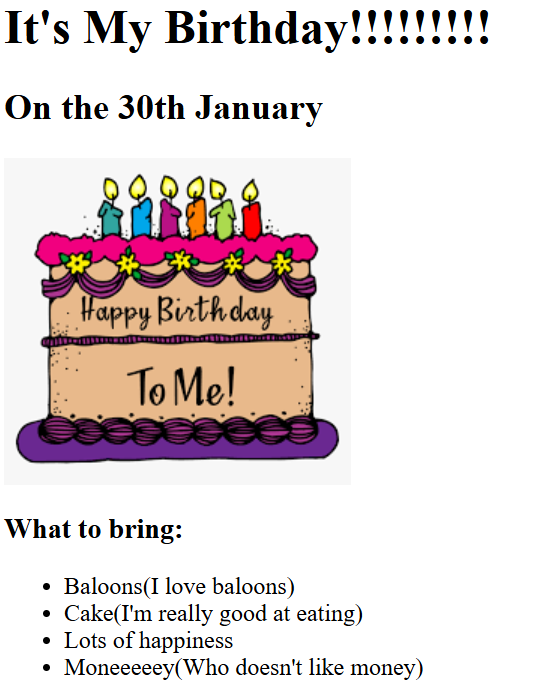 It's My Birthday!!!!!!!!!
On the 30th January
Happy Birthday
To Me!
What to bring:
• Baloons(I love baloons)
• Cake(I'm really good at eating)
• Lots of happiness
• Moneeeeey(Who doesn't like money)